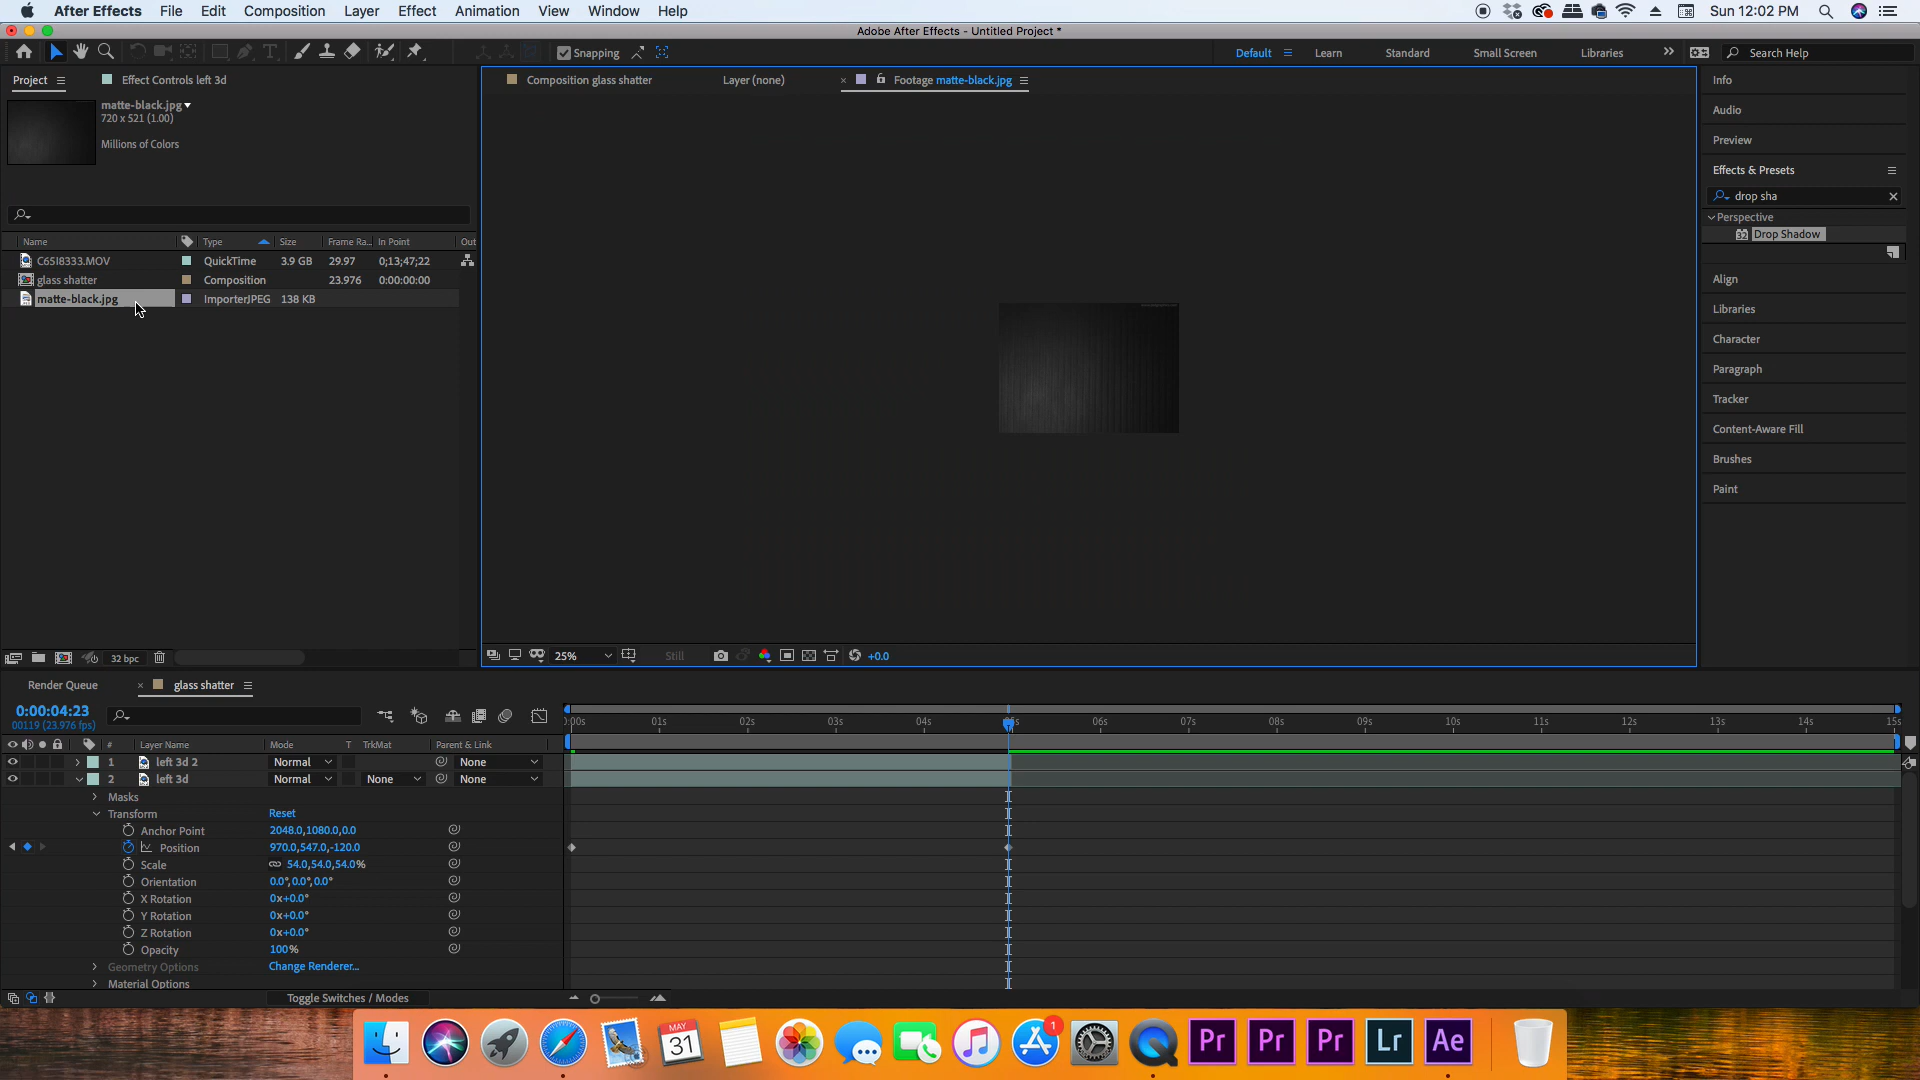 After Effects File Edit Composition Layer Effect Animation View Window Help Sun 12:02 PM
Adobe After Effects - Untitled Project *
Snapping Default Learn Standard Small Screen Libraries Search Help
Project Effect Controls left 3d
Composition glass shatter Layer (none) Footage matte-black.jpg
matte-black.jpg
720 x 521 (1.00)
Millions of Colors
Name Type Size Frame Ra... In Point Out
C65I8333.MOV QuickTime 3.9 GB 29.97 0;13;47;22
glass shatter Composition 23.976 0:00:00:00
matte-black.jpg ImporterJPEG 138 KB
32 bpc
25% Still +0.0
Info
Audio
Preview
Effects & Presets
drop sha
Perspective
32 Drop Shadow
Align
Libraries
Character
Paragraph
Tracker
Content-Aware Fill
Brushes
Paint
Render Queue glass shatter
0:00:04:23
00119 (23.976 fps)
01s 02s 03s 04s 06s 07s 08s 09s 10s 11s 12s 13s 14s 15s
# Layer Name Mode T TrkMat Parent & Link
1 left 3d 2 Normal None
2 left 3d Normal None None
Masks
Transform Reset
Anchor Point 2048.0,1080.0,0.0
Position 970.0,547.0,-120.0
Scale 54.0,54.0,54.0%
Orientation 0.0°,0.0°,0.0°
X Rotation 0x+0.0°
Y Rotation 0x+0.0°
Z Rotation 0x+0.0°
Opacity 100%
Geometry Options Change Renderer...
Material Options
Toggle Switches / Modes
MAY
31
1
Pr Pr Pr Lr Ae